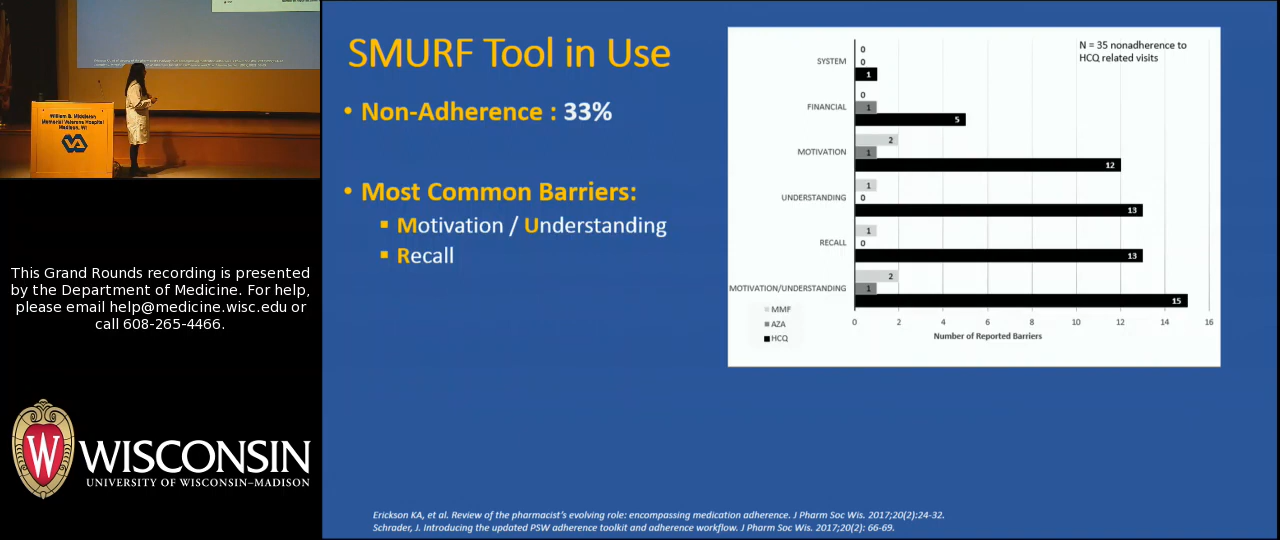 William S. Middleton
Memorial Veterans Hospital
Madison, WI
VA
This Grand Rounds recording is presented
by the Department of Medicine. For help,
please email help@medicine.wisc.edu or
call 608-265-4466.
W
WISCONSIN
UNIVERSITY OF WISCONSIN–MADISON
SMURF Tool in Use
• Non-Adherence : 33%
• Most Common Barriers:
▪ Motivation / Understanding
▪ Recall
N = 35 nonadherence to
HCQ related visits
SYSTEM 0 0 1
FINANCIAL 0 1 5
MOTIVATION 2 1 12
UNDERSTANDING 1 0 13
RECALL 1 0 13
MOTIVATION/UNDERSTANDING 2 1 15
MMF
AZA
HCQ
0 2 4 6 8 10 12 14 16
Number of Reported Barriers
Erickson KA, et al. Review of the pharmacist's evolving role: encompassing medication adherence. J Pharm Soc Wis. 2017;20(2):24-32.
Schrader, J. Introducing the updated PSW adherence toolkit and adherence workflow. J Pharm Soc Wis. 2017;20(2): 66-69.